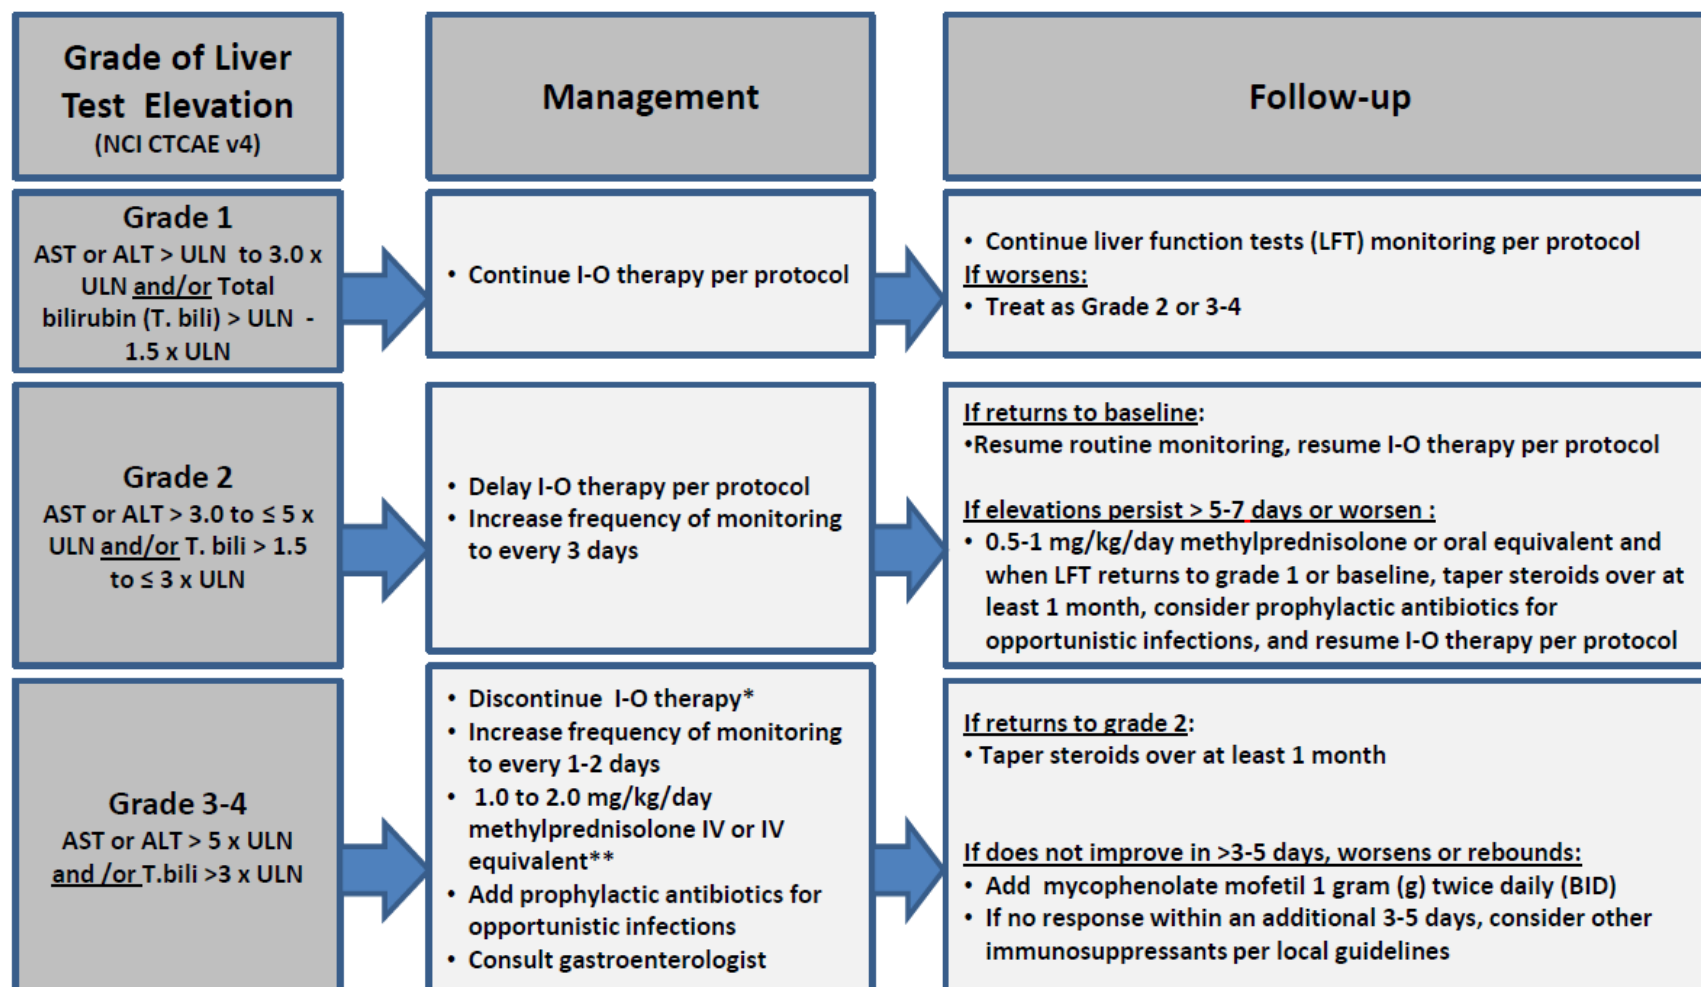 Grade of Liver
Test Elevation
(NCI CTCAE v4)
Management
Follow-up
Grade 1
AST or ALT > ULN to 3.0 x
ULN and/or Total
bilirubin (T. bili) > ULN -
1.5 x ULN
• Continue I-O therapy per protocol
• Continue liver function tests (LFT) monitoring per protocol
If worsens:
• Treat as Grade 2 or 3-4
Grade 2
AST or ALT > 3.0 to ≤ 5 x
ULN and/or T. bili > 1.5
to ≤ 3 x ULN
• Delay I-O therapy per protocol
• Increase frequency of monitoring
to every 3 days
If returns to baseline:
•Resume routine monitoring, resume I-O therapy per protocol
If elevations persist > 5-7 days or worsen :
• 0.5-1 mg/kg/day methylprednisolone or oral equivalent and
when LFT returns to grade 1 or baseline, taper steroids over at
least 1 month, consider prophylactic antibiotics for
opportunistic infections, and resume I-O therapy per protocol
Grade 3-4
AST or ALT > 5 x ULN
and /or T.bili >3 x ULN
• Discontinue I-O therapy*
• Increase frequency of monitoring
to every 1-2 days
• 1.0 to 2.0 mg/kg/day
methylprednisolone IV or IV
equivalent**
• Add prophylactic antibiotics for
opportunistic infections
• Consult gastroenterologist
If returns to grade 2:
• Taper steroids over at least 1 month
If does not improve in >3-5 days, worsens or rebounds:
• Add mycophenolate mofetil 1 gram (g) twice daily (BID)
• If no response within an additional 3-5 days, consider other
immunosuppressants per local guidelines